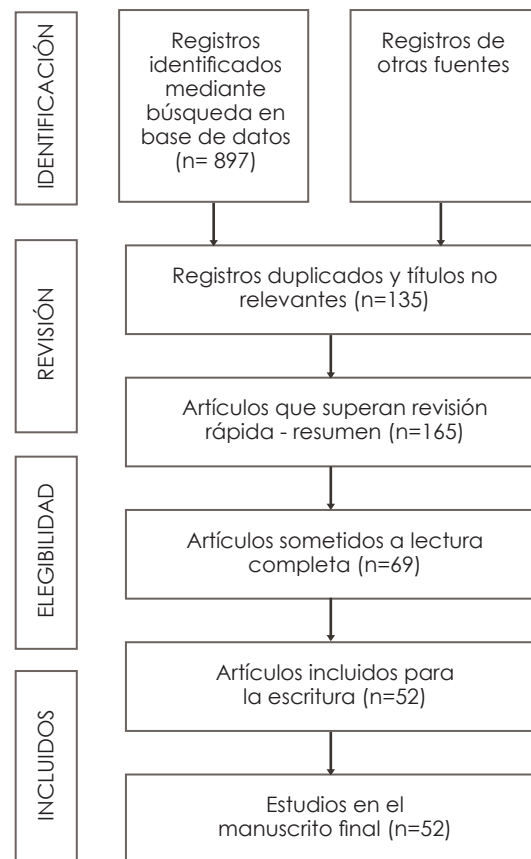 IDENTIFICACIÓN
Registros
identificados
mediante
búsqueda en
base de datos
(n= 897)
Registros de
otras fuentes
REVISIÓN
Registros duplicados y títulos no
relevantes (n=135)
Artículos que superan revisión
rápida - resumen (n=165)
ELEGIBILIDAD
Artículos sometidos a lectura
completa (n=69)
INCLUIDOS
Artículos incluidos para
la escritura (n=52)
Estudios en el
manuscrito final (n=52)